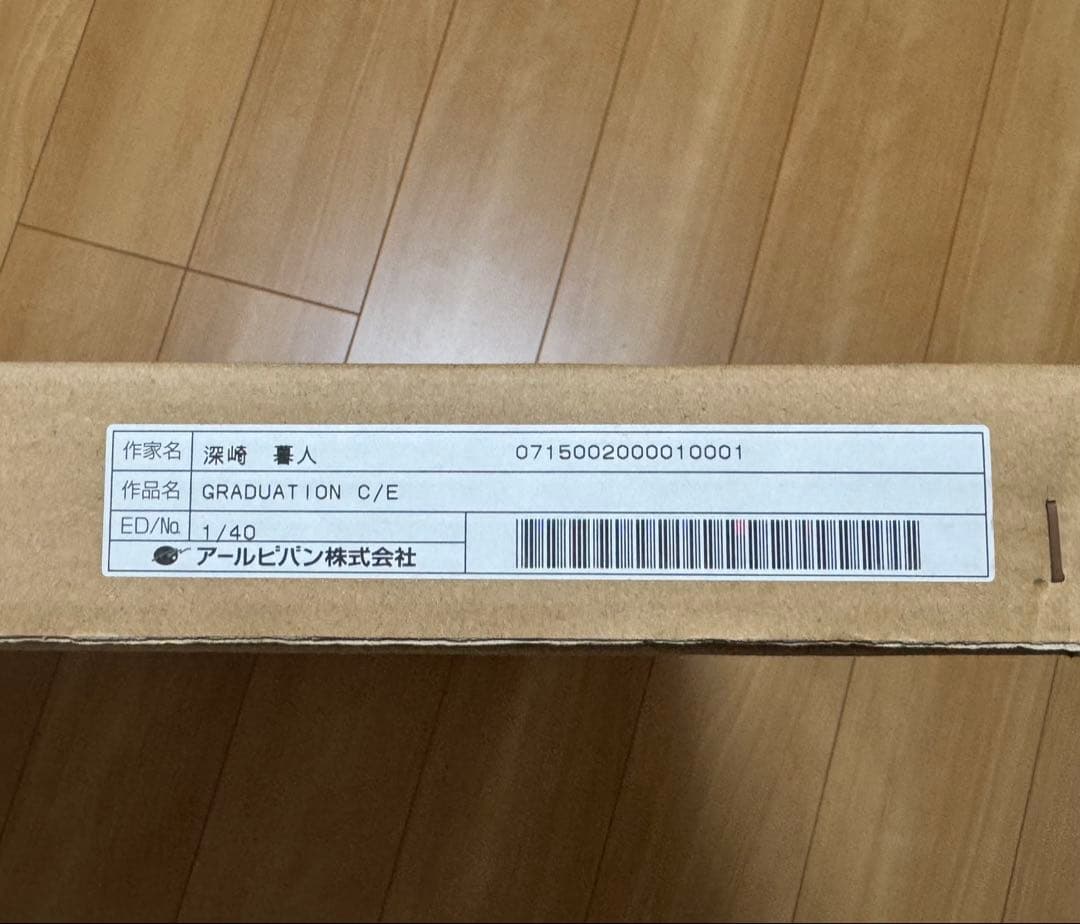 作家名 深崎 暮人 0715002000010001
作品名 GRADUATION C/E
ED/No. 1/40
アールビバン株式会社